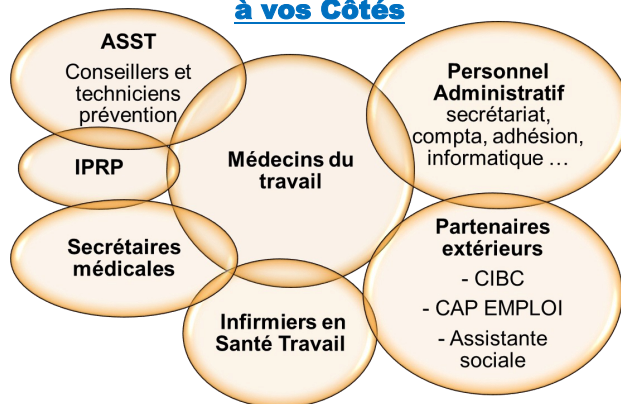 à vos Côtés
ASST
Conseillers et
techniciens
prévention
IPRP
Secrétaires
médicales
Médecins du
travail
Infirmiers en
Santé Travail
Personnel
Administratif
secrétariat,
compta, adhésion,
informatique …
Partenaires
extérieurs
- CIBC
- CAP EMPLOI
- Assistante
sociale